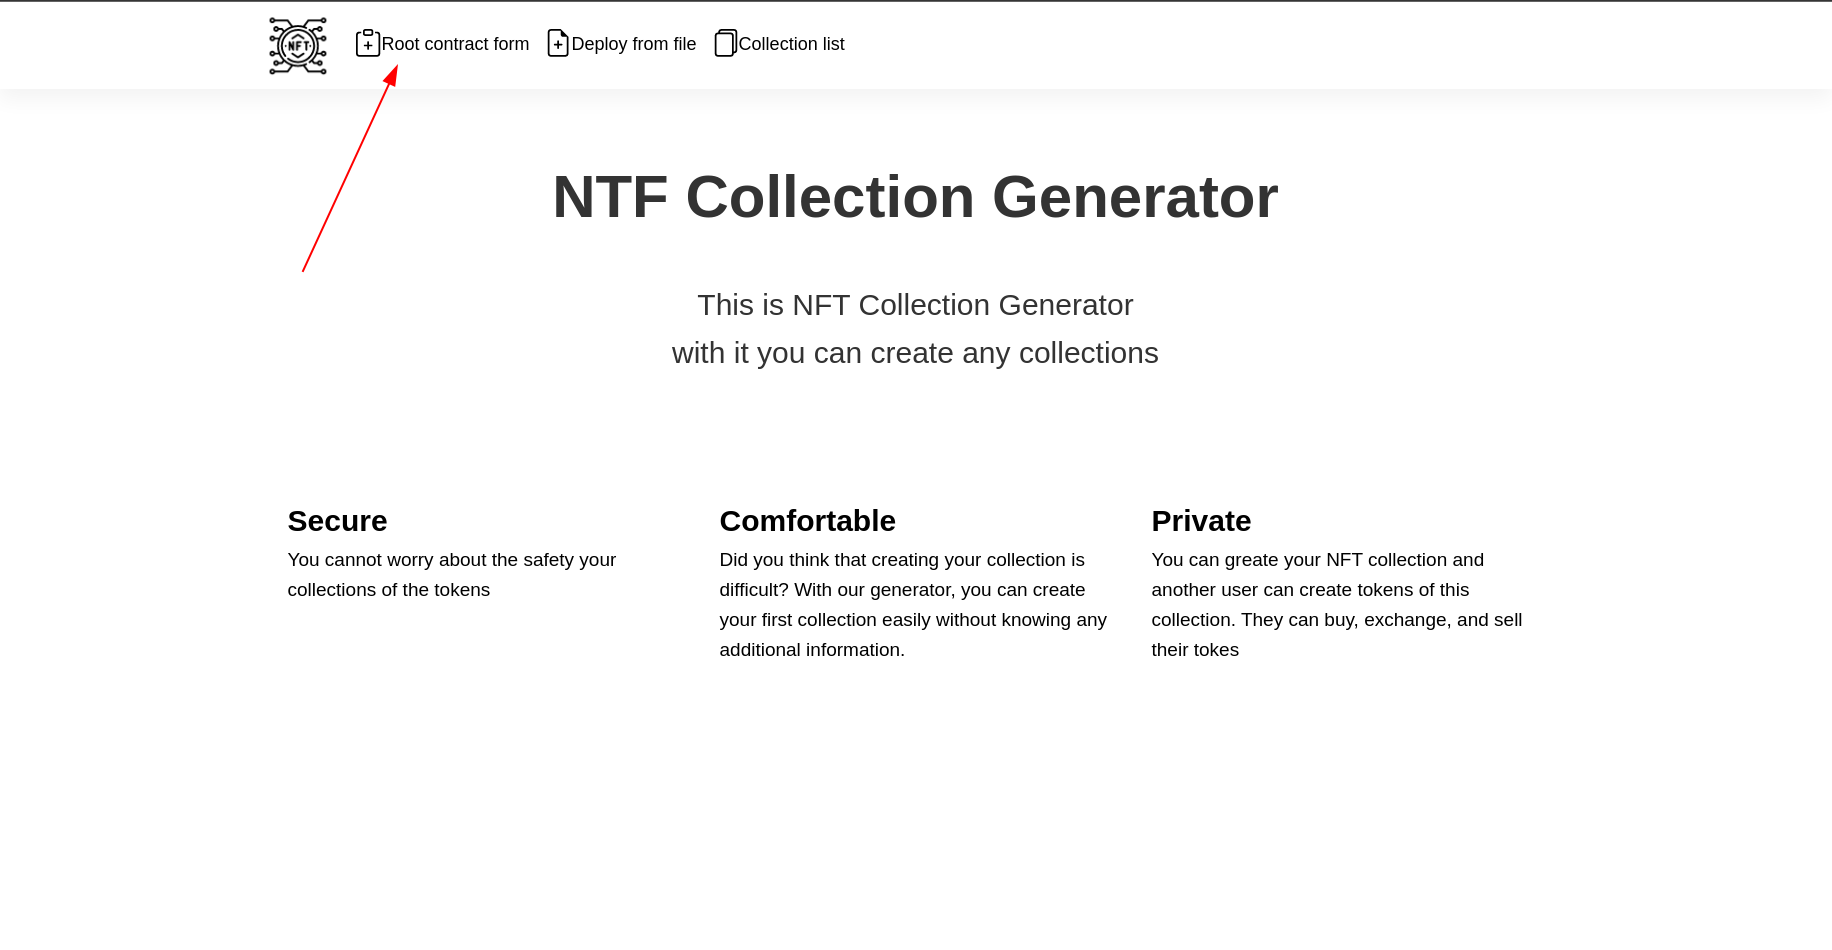 NFT
Root contract form
Deploy from file
Collection list
NTF Collection Generator
This is NFT Collection Generator
with it you can create any collections
Secure
You cannot worry about the safety your
collections of the tokens
Comfortable
Did you think that creating your collection is
difficult? With our generator, you can create
your first collection easily without knowing any
additional information.
Private
You can greate your NFT collection and
another user can create tokens of this
collection. They can buy, exchange, and sell
their tokes